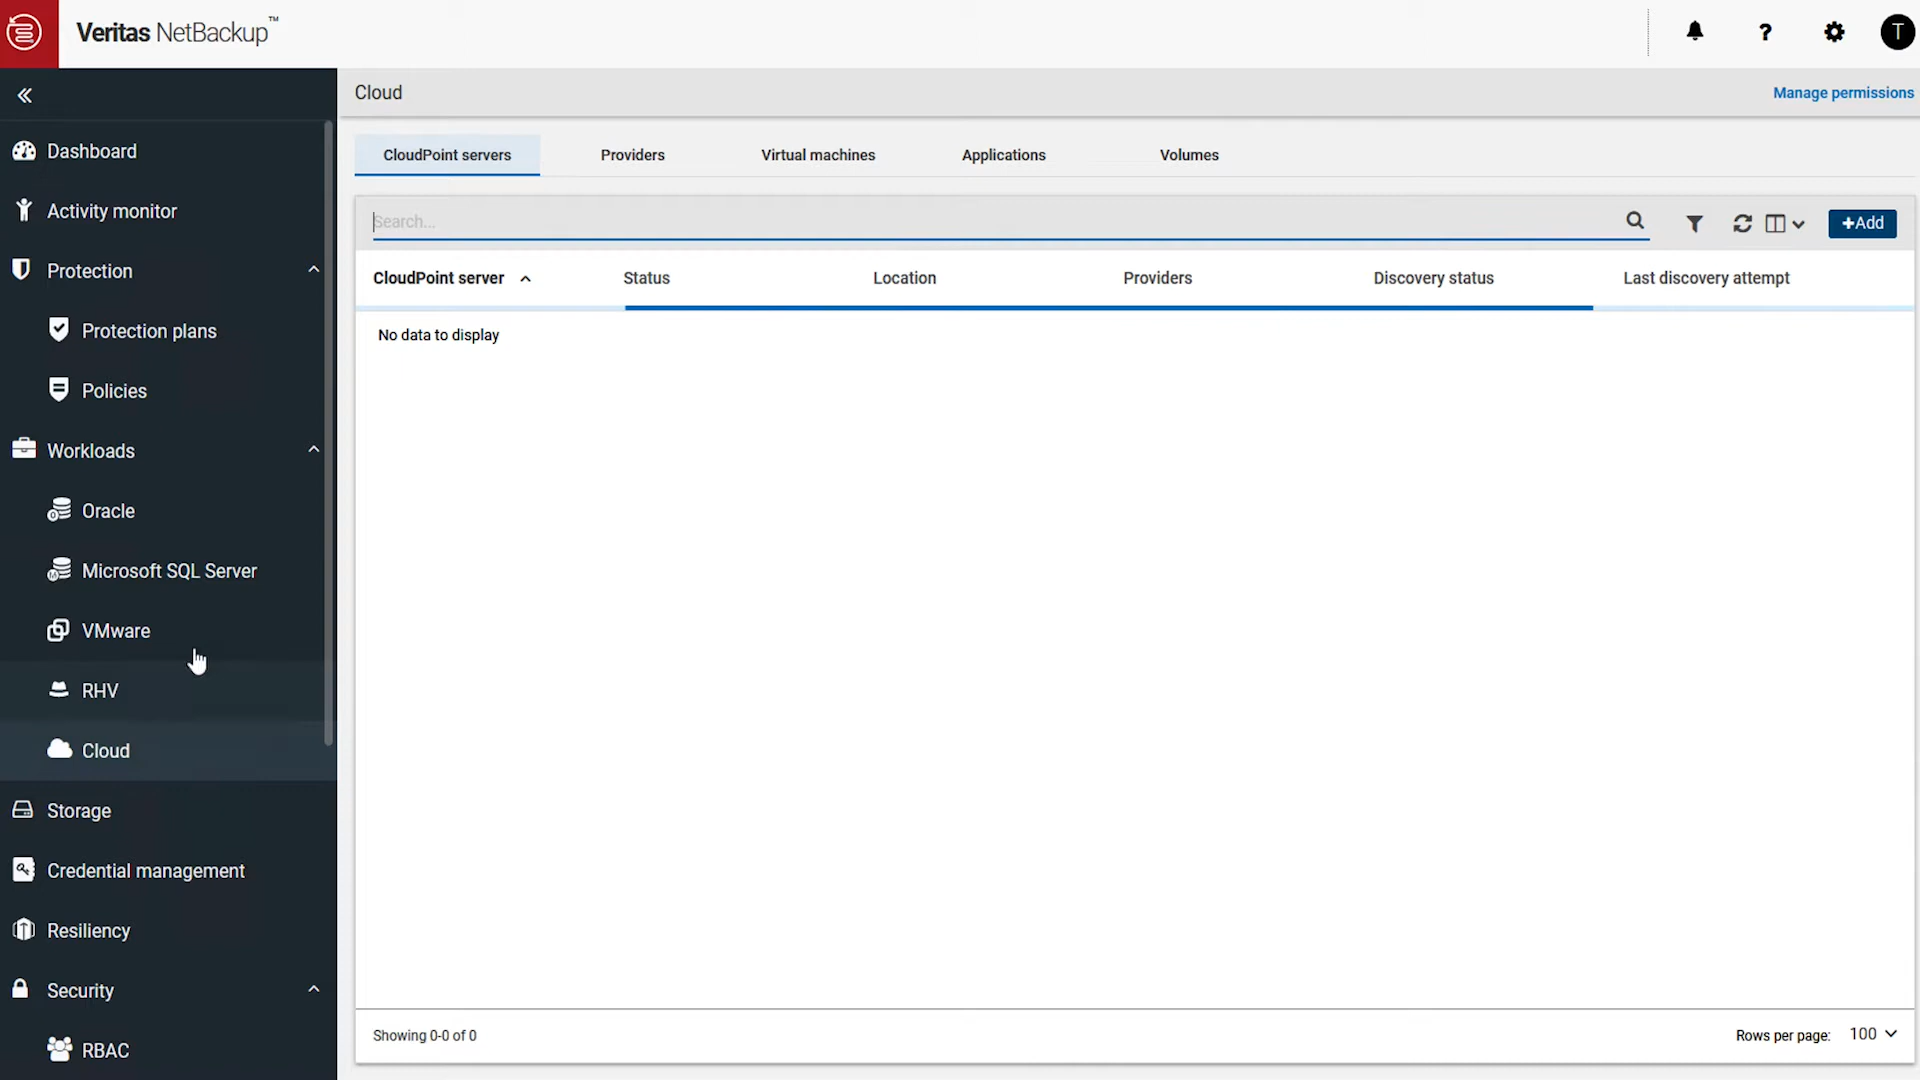 Veritas NetBackup™
?
T
Cloud
Manage permissions
Dashboard
Activity monitor
Protection
Protection plans
Policies
Workloads
Oracle
Microsoft SQL Server
VMware
RHV
Cloud
Storage
Credential management
Resiliency
Security
RBAC
CloudPoint servers
Providers
Virtual machines
Applications
Volumes
Search...
+Add
CloudPoint server
Status
Location
Providers
Discovery status
Last discovery attempt
No data to display
Showing 0-0 of 0
Rows per page: 100